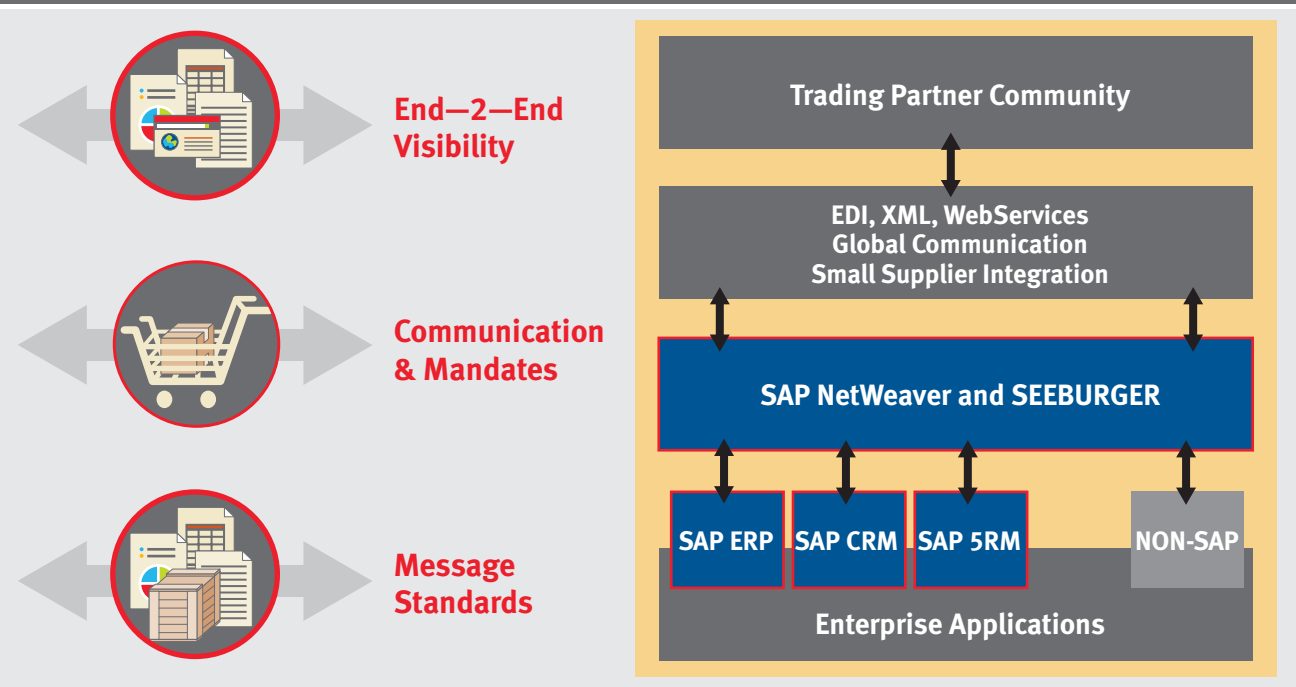 End—2—End
Visibility
Communication
& Mandates
Message
Standards
Trading Partner Community
EDI, XML, WebServices
Global Communication
Small Supplier Integration
SAP NetWeaver and SEEBURGER
SAP ERP
SAP CRM
SAP 5RM
NON-SAP
Enterprise Applications